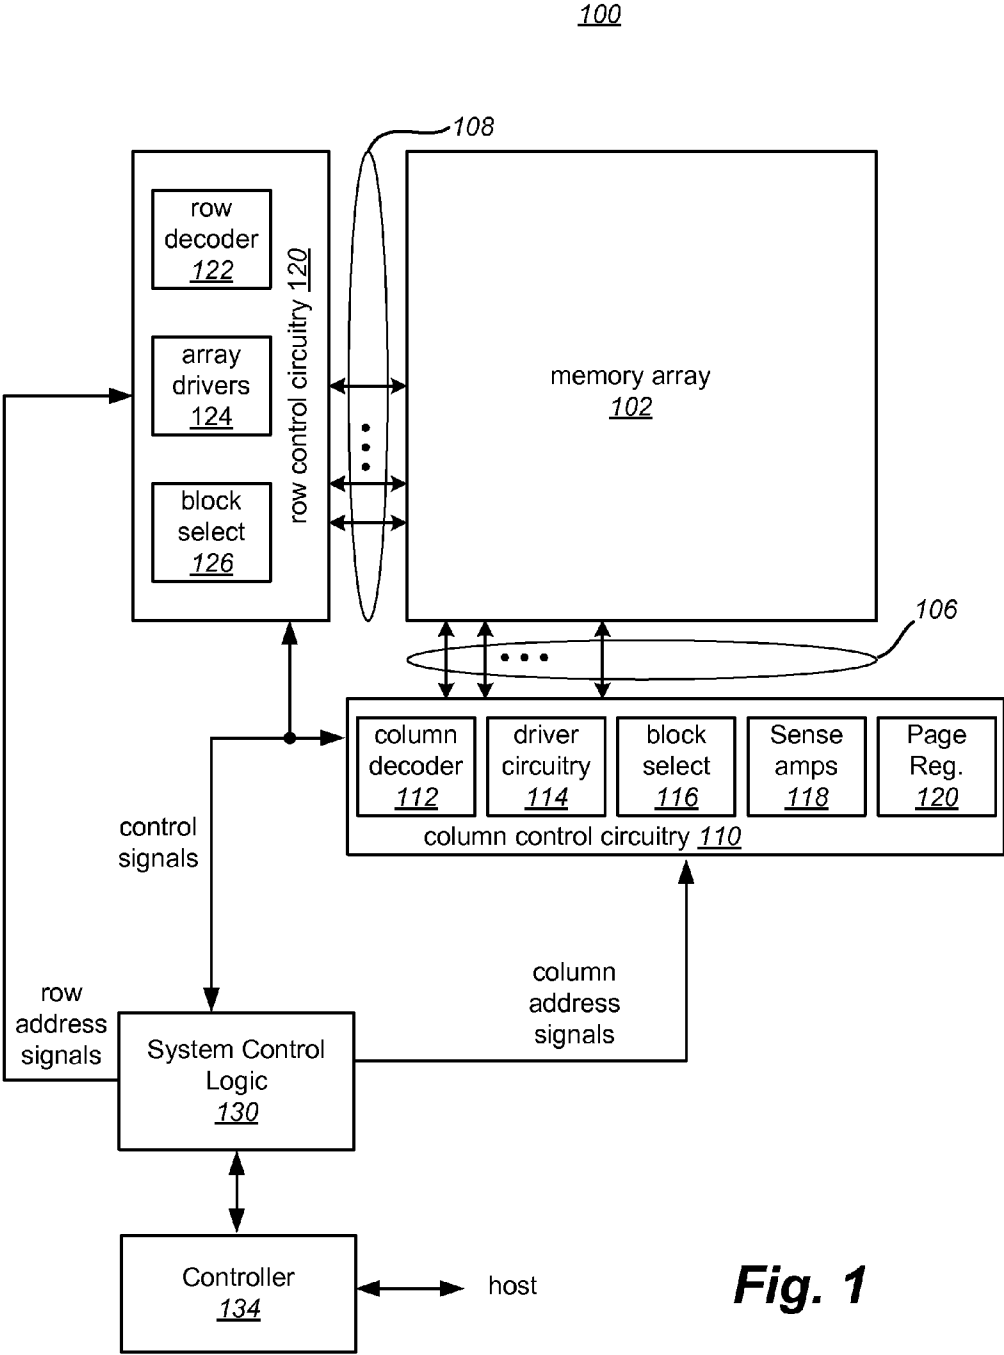 100
108
row
decoder
122
array
drivers
124
block
select
126
row control circuitry 120
memory array
102
106
column
decoder
112
driver
circuitry
114
block
select
116
Sense
amps
118
Page
Reg.
120
column control circuitry 110
control
signals
row
address
signals
column
address
signals
System Control
Logic
130
Controller
134
host
Fig. 1